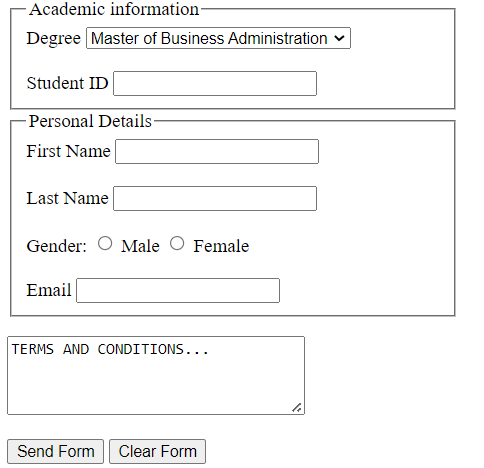 Academic information
Degree Master of Business Administration
Student ID
Personal Details
First Name
Last Name
Gender: Male Female
Email
TERMS AND CONDITIONS...
Send Form Clear Form